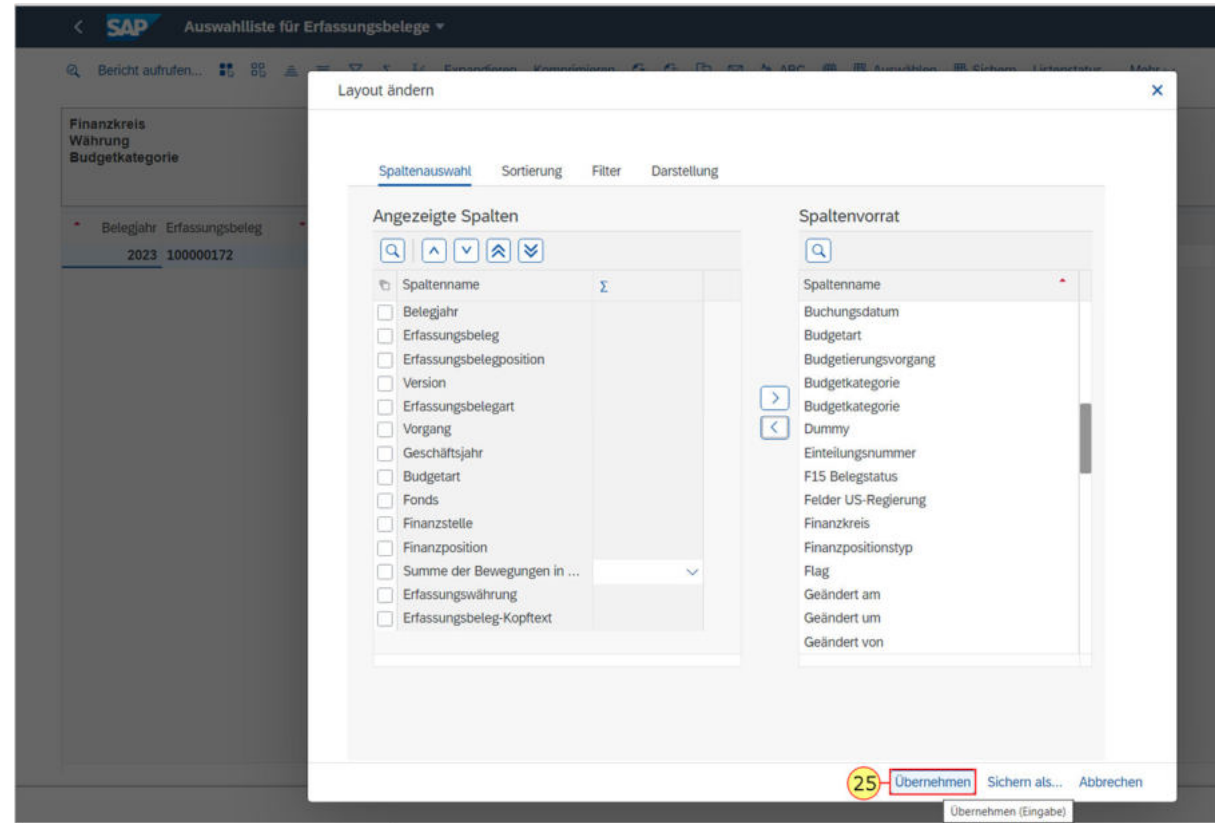 SAP Auswahlliste für Erfassungsbelege
Bericht aufrufen... Expandieren Komprimieren ABC Auswählen Sichern Listenstatus... Mehr
Layout ändern
Finanzkreis
Währung
Budgetkategorie
Spaltenauswahl Sortierung Filter Darstellung
Belegjahr Erfassungsbeleg
2023 100000172
Angezeigte Spalten
Spaltenname Σ
Belegjahr
Erfassungsbeleg
Erfassungsbelegposition
Version
Erfassungsbelegart
Vorgang
Geschäftsjahr
Budgetart
Fonds
Finanzstelle
Finanzposition
Summe der Bewegungen in ...
Erfassungswährung
Erfassungsbeleg-Kopftext
Spaltenvorrat
Spaltenname
Buchungsdatum
Budgetart
Budgetierungsvorgang
Budgetkategorie
Budgetkategorie
Dummy
Einteilungsnummer
F15 Belegstatus
Felder US-Regierung
Finanzkreis
Finanzpositionstyp
Flag
Geändert am
Geändert um
Geändert von
25 Übernehmen Sichern als... Abbrechen
Übernehmen (Eingabe)